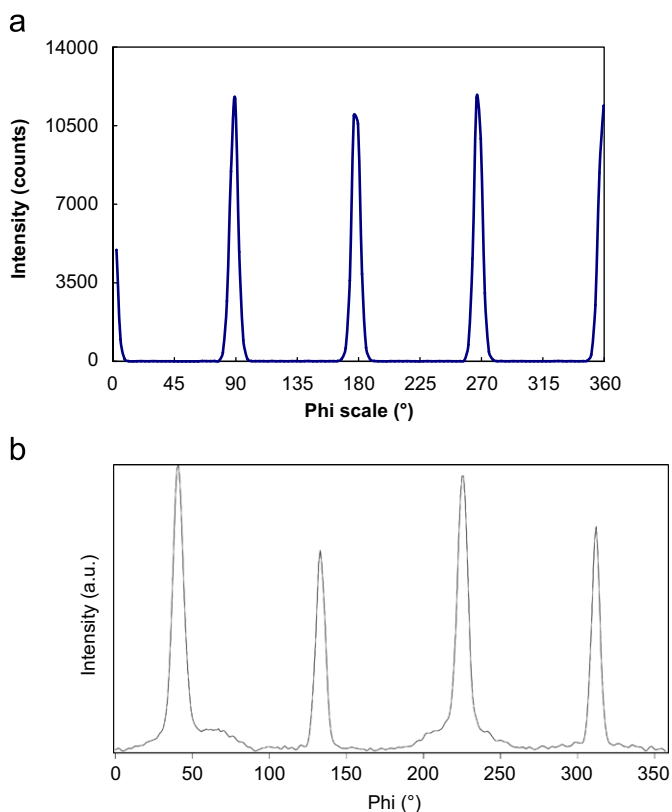 a
14000
10500
7000
3500
0
Intensity (counts)
0 45 90 135 180 225 270 315 360
Phi scale (°)
b
Intensity (a.u.)
0 50 100 150 200 250 300 350
Phi (°)